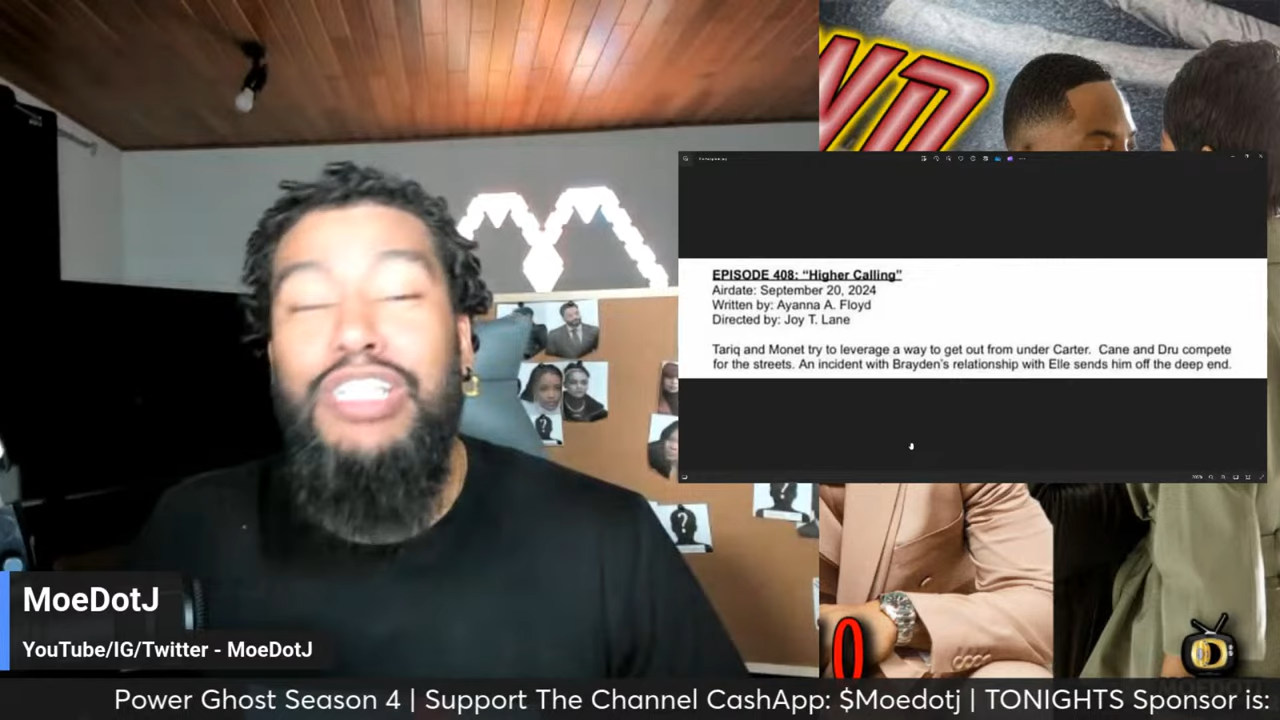 ND
EPISODE 408: “Higher Calling”
Airdate: September 20, 2024
Written by: Ayanna A. Floyd
Directed by: Joy T. Lane
Tariq and Monet try to leverage a way to get out from under Carter. Cane and Dru compete
for the streets. An incident with Brayden’s relationship with Elle sends him off the deep end.
?
?
?
0
D
MoeDotJ
YouTube/IG/Twitter - MoeDotJ
MOEDOTJ
Power Ghost Season 4 | Support The Channel CashApp: $Moedotj | TONIGHTS Sponsor is: